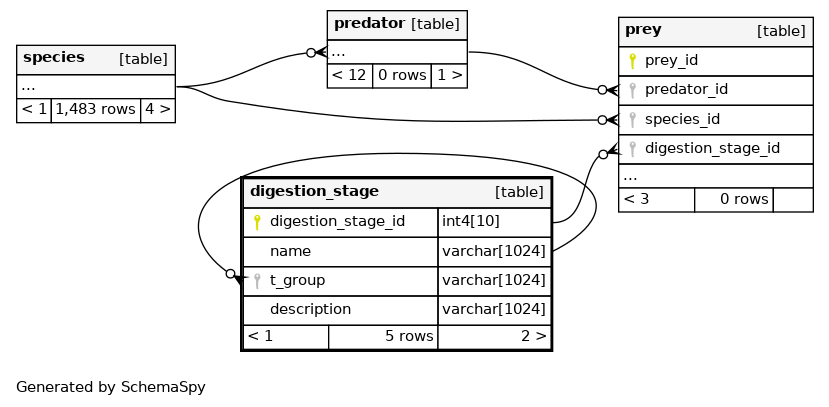 species [table]
...
< 1 1,483 rows 4 >
predator [table]
...
< 12 0 rows 1 >
prey [table]
prey_id
predator_id
species_id
digestion_stage_id
...
< 3 0 rows
digestion_stage [table]
digestion_stage_id int4[10]
name varchar[1024]
t_group varchar[1024]
description varchar[1024]
< 1 5 rows 2 >
Generated by SchemaSpy